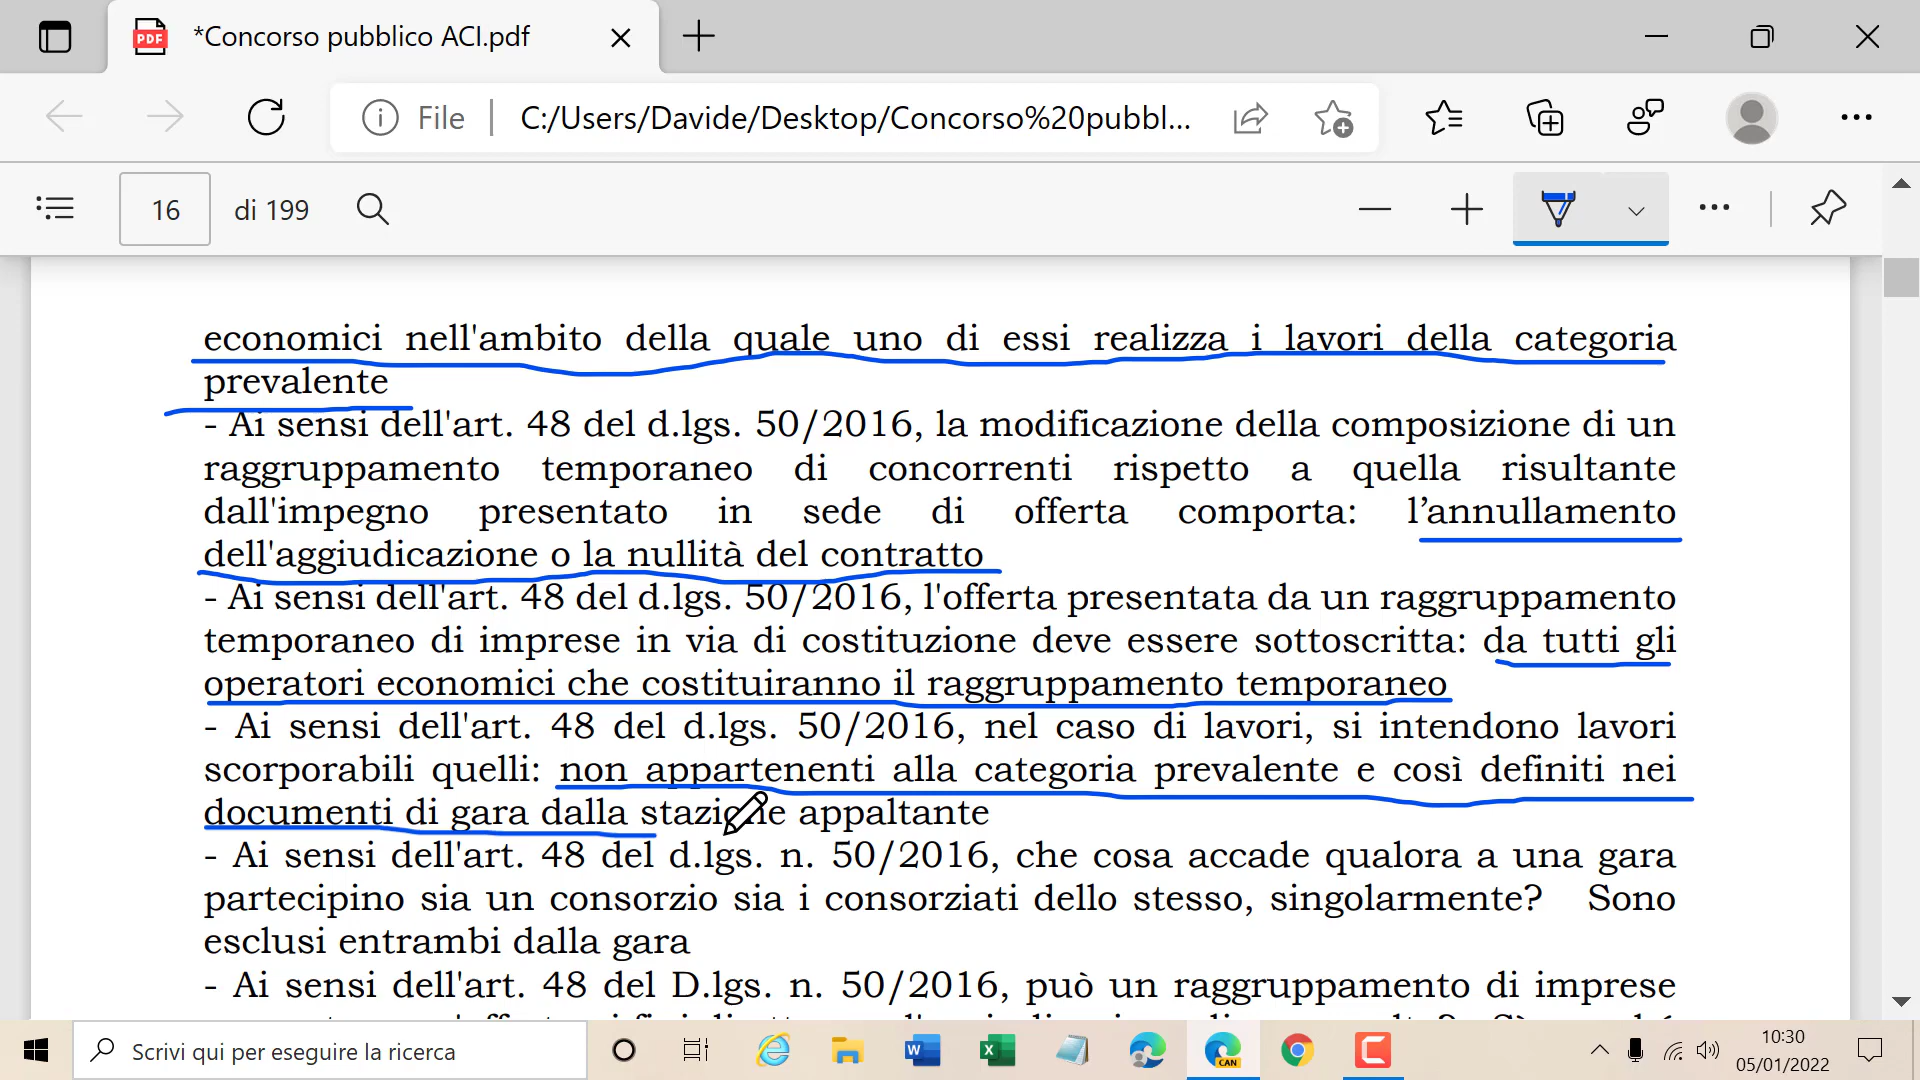 *Concorso pubblico ACI.pdf
File
C:/Users/Davide/Desktop/Concorso%20pubbl...
16
di 199
economici nell'ambito della quale uno di essi realizza i lavori della categoria
prevalente
- Ai sensi dell'art. 48 del d.lgs. 50/2016, la modificazione della composizione di un
raggruppamento temporaneo di concorrenti rispetto a quella risultante
dall'impegno presentato in sede di offerta comporta: l’annullamento
dell'aggiudicazione o la nullità del contratto
- Ai sensi dell'art. 48 del d.lgs. 50/2016, l'offerta presentata da un raggruppamento
temporaneo di imprese in via di costituzione deve essere sottoscritta: da tutti gli
operatori economici che costituiranno il raggruppamento temporaneo
- Ai sensi dell'art. 48 del d.lgs. 50/2016, nel caso di lavori, si intendono lavori
scorporabili quelli: non appartenenti alla categoria prevalente e così definiti nei
documenti di gara dalla stazione appaltante
- Ai sensi dell'art. 48 del d.lgs. n. 50/2016, che cosa accade qualora a una gara
partecipino sia un consorzio sia i consorziati dello stesso, singolarmente? Sono
esclusi entrambi dalla gara
- Ai sensi dell'art. 48 del D.lgs. n. 50/2016, può un raggruppamento di imprese
Scrivi qui per eseguire la ricerca
CAN
10:30
05/01/2022